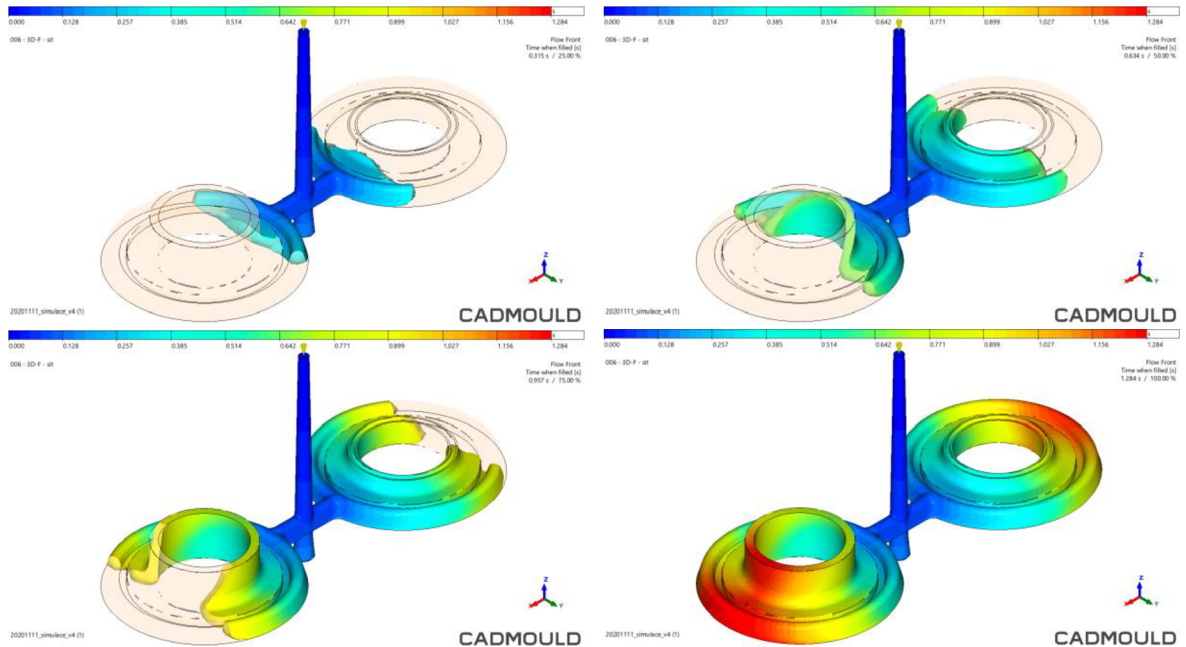 0.000 0.128 0.257 0.385 0.514 0.642 0.771 0.899 1.027 1.156 1.284 s
006 - 3D-F - sit
Flow Front
Time when filled [s]
0.315 s / 25.00 %
Z
X Y
20201111_simulace_v4 (1)
CADMOULD
0.000 0.128 0.257 0.385 0.514 0.642 0.771 0.899 1.027 1.156 1.284 s
006 - 3D-F - sit
Flow Front
Time when filled [s]
0.634 s / 50.00 %
Z
X Y
20201111_simulace_v4 (1)
CADMOULD
0.000 0.128 0.257 0.385 0.514 0.642 0.771 0.899 1.027 1.156 1.284 s
006 - 3D-F - sit
Flow Front
Time when filled [s]
0.957 s / 75.00 %
Z
X Y
20201111_simulace_v4 (1)
CADMOULD
0.000 0.128 0.257 0.385 0.514 0.642 0.771 0.899 1.027 1.156 1.284 s
006 - 3D-F - sit
Flow Front
Time when filled [s]
1.284 s / 100.00 %
Z
X Y
20201111_simulace_v4 (1)
CADMOULD